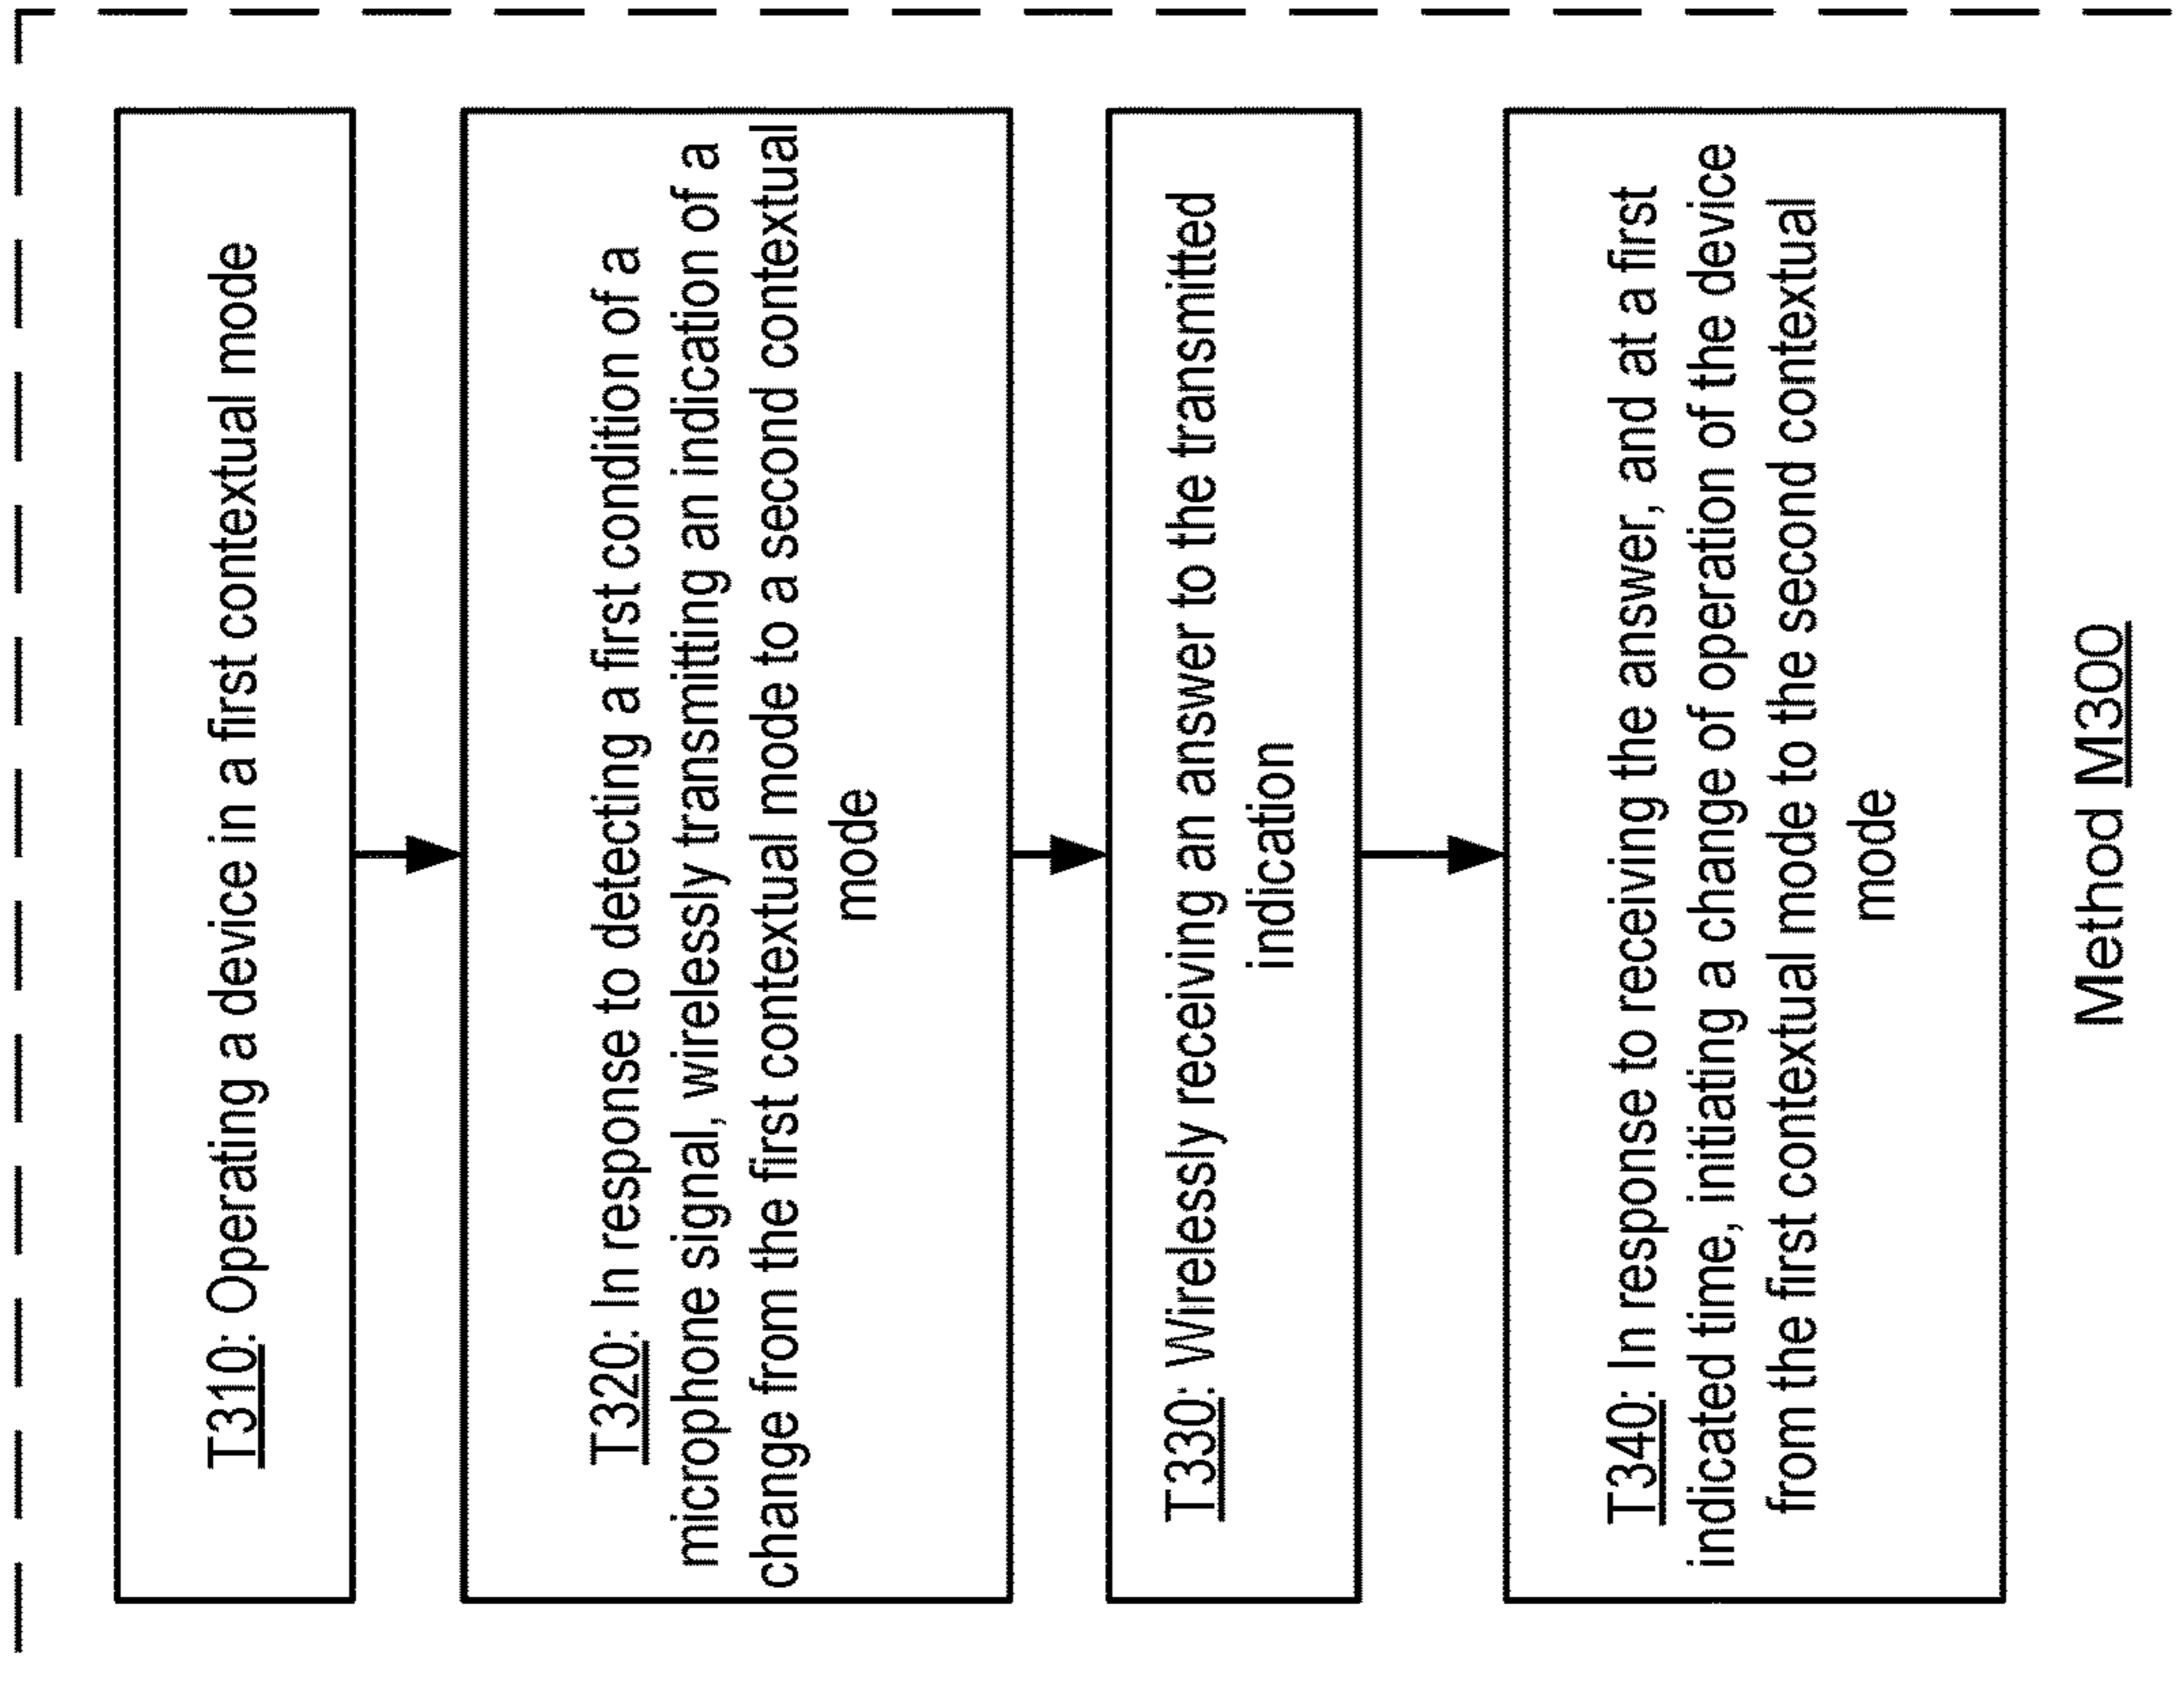 T310: Operating a device in a first contextual mode
T320: In response to detecting a first condition of a
microphone signal, wirelessly transmitting an indication of a
change from the first contextual mode to a second contextual
mode
T330: Wirelessly receiving an answer to the transmitted
indication
T340: In response to receiving the answer, and at a first
indicated time, initiating a change of operation of the device
from the first contextual mode to the second contextual
mode
Method M300